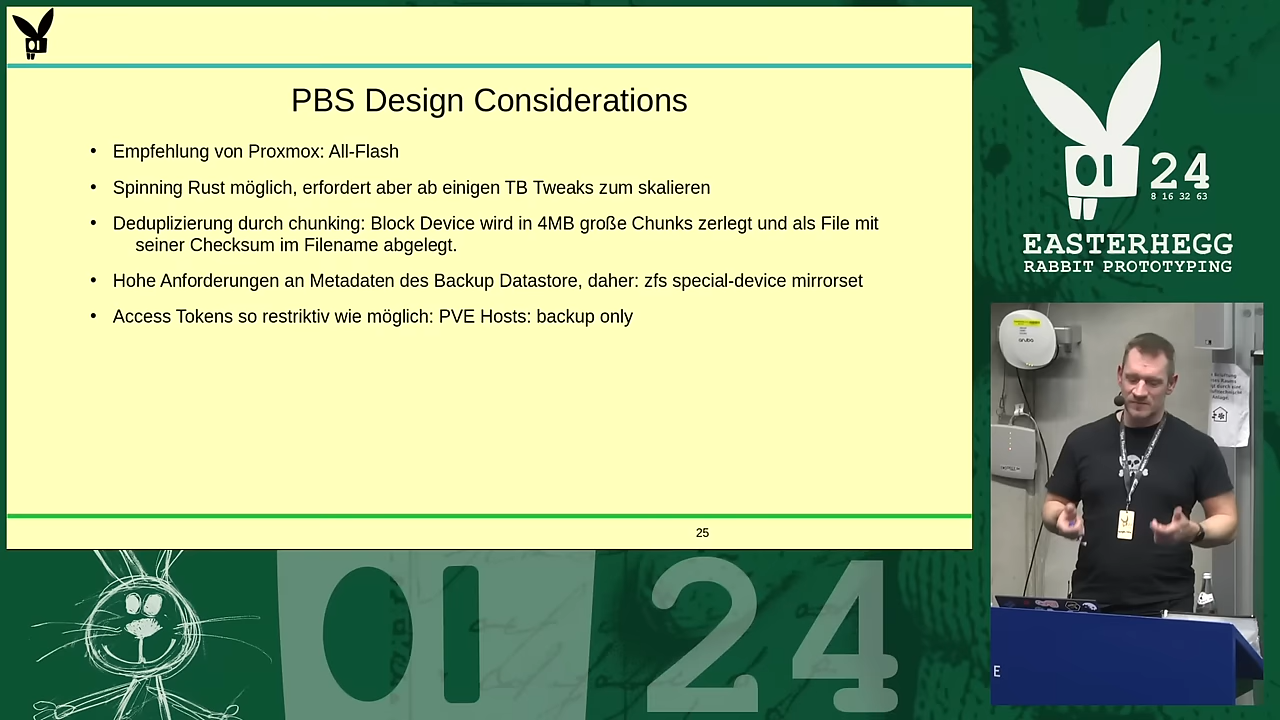 PBS Design Considerations
• Empfehlung von Proxmox: All-Flash
• Spinning Rust möglich, erfordert aber ab einigen TB Tweaks zum skalieren
• Deduplizierung durch chunking: Block Device wird in 4MB große Chunks zerlegt und als File mit
seiner Checksum im Filename abgelegt.
• Hohe Anforderungen an Metadaten des Backup Datastore, daher: zfs special-device mirrorset
• Access Tokens so restriktiv wie möglich: PVE Hosts: backup only
25
24
8 16 32 63
EASTERHEGG
RABBIT PROTOTYPING
aruba
E
24